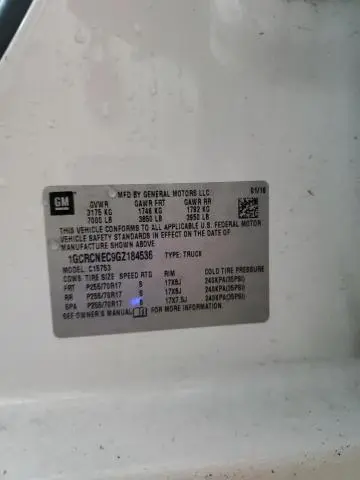 GM
MFD BY GENERAL MOTORS LLC
01/16
GVWR GAWR FRT GAWR RR
3175 KG 1746 KG 1792 KG
7000 LB 3850 LB 3950 LB
THIS VEHICLE CONFORMS TO ALL APPLICABLE U.S. FEDERAL MOTOR
VEHICLE SAFETY STANDARDS IN EFFECT ON THE DATE OF
MANUFACTURE SHOWN ABOVE
1GCRCNEC9GZ184536 TYPE: TRUCK
MODEL: C15753
TIRE SIZE SPEED RTG RIM COLD TIRE PRESSURE
FRT P255/70R17 S 17X8J 240KPA(35PSI)
RR P255/70R17 S 17X8J 240KPA(35PSI)
SPA P255/70R17 S 17X7.5J 240KPA(35PSI)
SEE OWNER'S MANUAL FOR MORE INFORMATION.